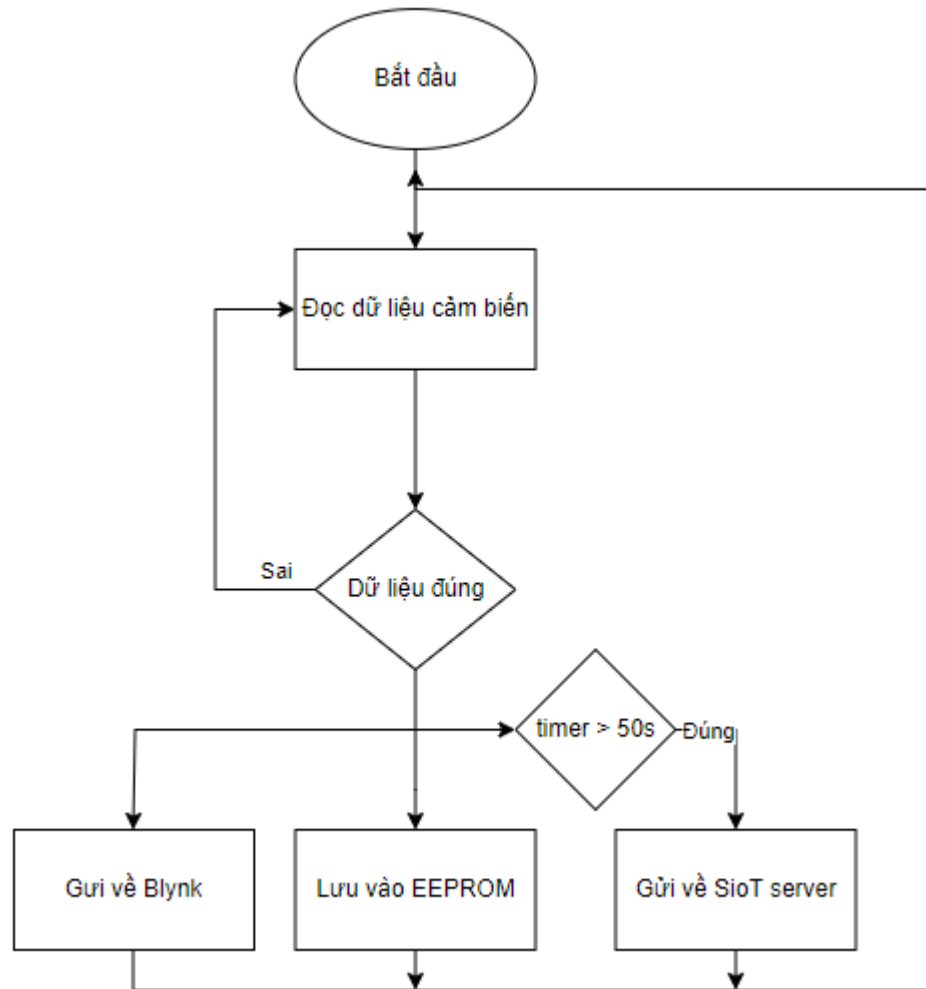 Bắt đầu
Đọc dữ liệu cảm biến
Sai
Dữ liệu đúng
timer > 50s
Đúng
Gưi về Blynk
Lưu vào EEPROM
Gửi về SioT server